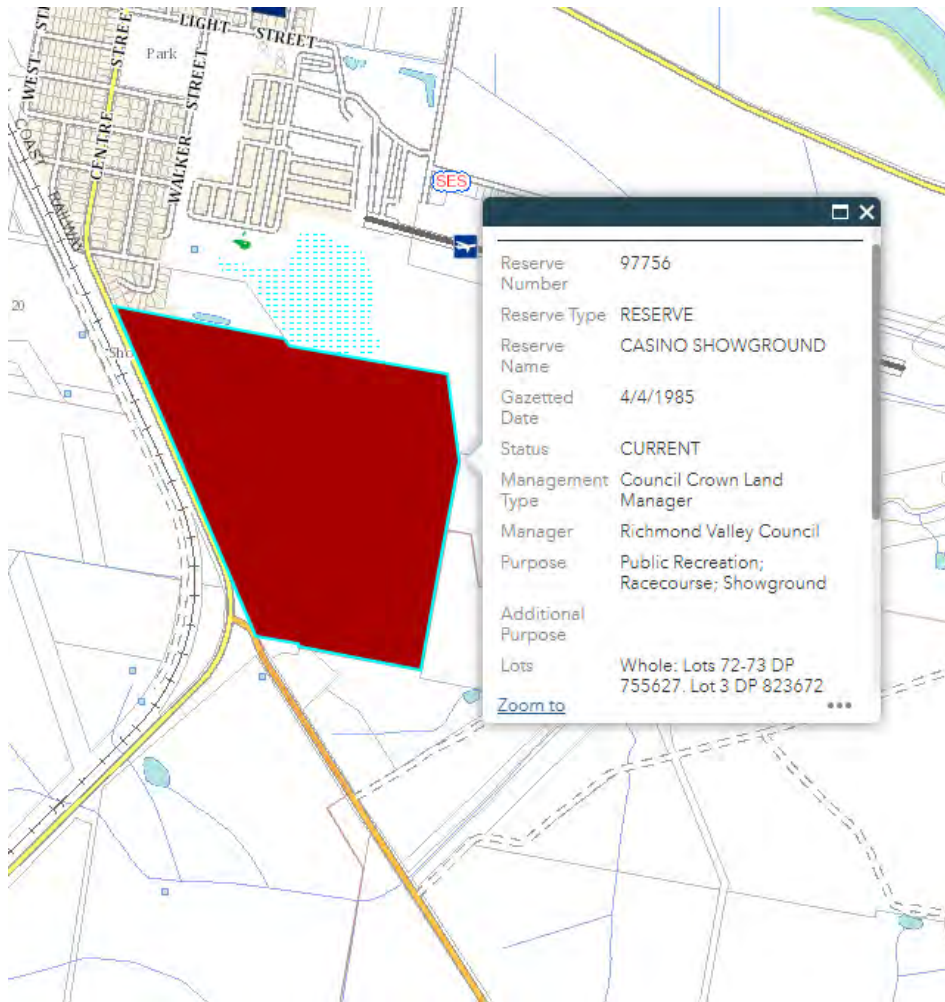 LIGHT STREET
WEST ST
CENTRE STREET
Park
WALKER STREET
COAST
RAILWAY
SES
20
Sho
Reserve Number 97756
Reserve Type RESERVE
Reserve Name CASINO SHOWGROUND
Gazetted Date 4/4/1985
Status CURRENT
Management Type Council Crown Land Manager
Manager Richmond Valley Council
Purpose Public Recreation; Racecourse; Showground
Additional Purpose
Lots Whole: Lots 72-73 DP 755627. Lot 3 DP 823672
Zoom to